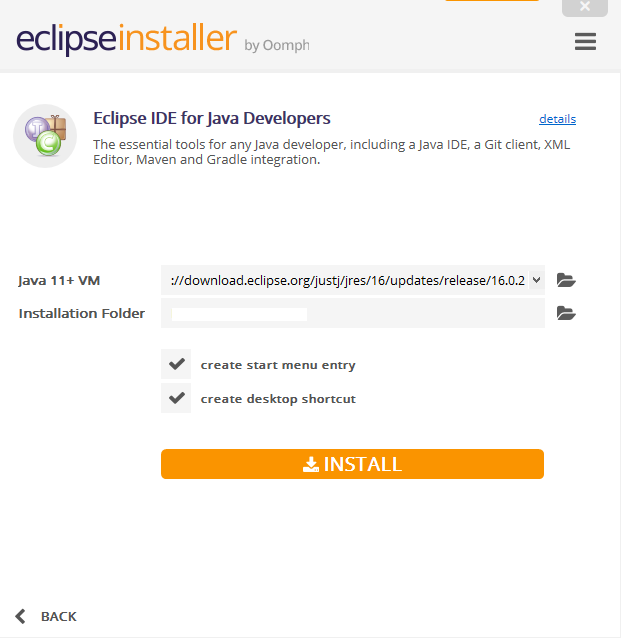 eclipseinstaller by Oomph
Eclipse IDE for Java Developers
details
The essential tools for any Java developer, including a Java IDE, a Git client, XML
Editor, Maven and Gradle integration.
Java 11+ VM
://download.eclipse.org/justj/jres/16/updates/release/16.0.2
Installation Folder
create start menu entry
create desktop shortcut
INSTALL
BACK